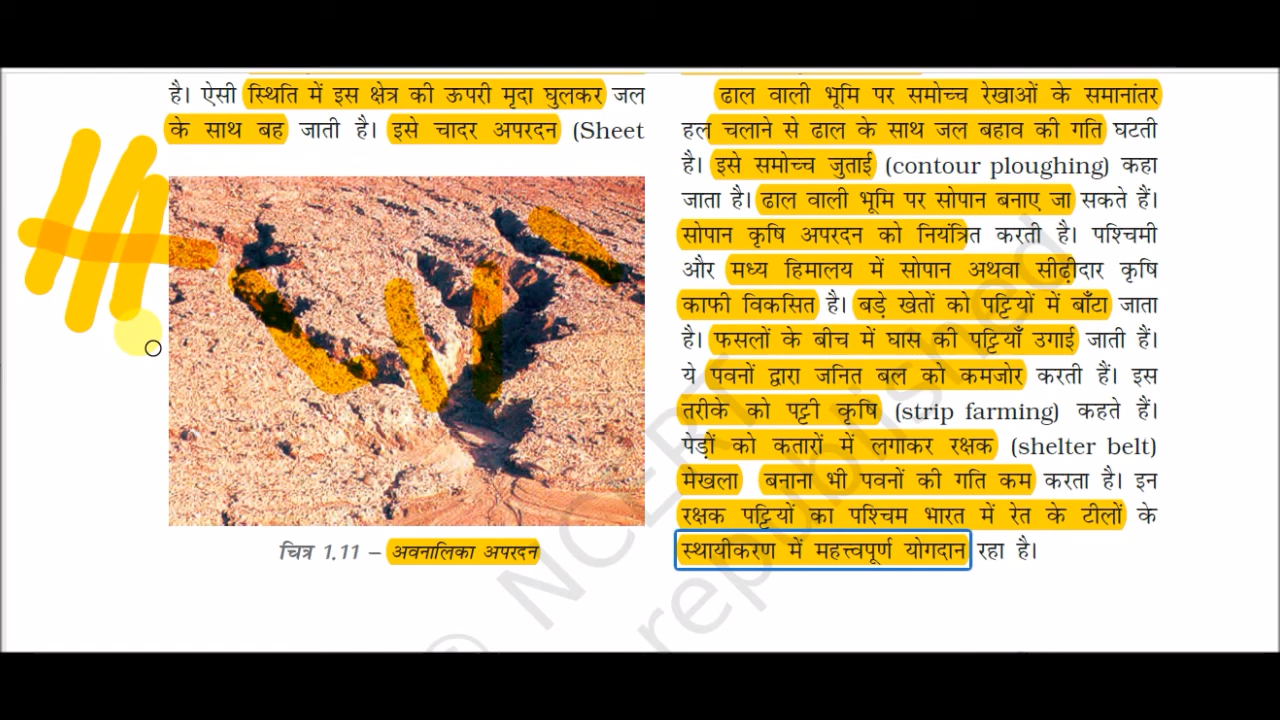 है। ऐसी स्थिति में इस क्षेत्र की ऊपरी मृदा घुलकर जल
के साथ बह जाती है। इसे चादर अपरदन (Sheet
चित्र 1.11 – अवनालिका अपरदन
ढाल वाली भूमि पर समोच्च रेखाओं के समानांतर
हल चलाने से ढाल के साथ जल बहाव की गति घटती
है। इसे समोच्च जुताई (contour ploughing) कहा
जाता है। ढाल वाली भूमि पर सोपान बनाए जा सकते हैं।
सोपान कृषि अपरदन को नियंत्रित करती है। पश्चिमी
और मध्य हिमालय में सोपान अथवा सीढ़ीदार कृषि
काफी विकसित है। बड़े खेतों को पट्टियों में बाँटा जाता
है। फसलों के बीच में घास की पट्टियाँ उगाई जाती हैं।
ये पवनों द्वारा जनित बल को कमजोर करती हैं। इस
तरीके को पट्टी कृषि (strip farming) कहते हैं।
पेड़ों को कतारों में लगाकर रक्षक (shelter belt)
मेखला बनाना भी पवनों की गति कम करता है। इन
रक्षक पट्टियों का पश्चिम भारत में रेत के टीलों के
स्थायीकरण में महत्त्वपूर्ण योगदान रहा है।
© NCERT
republished